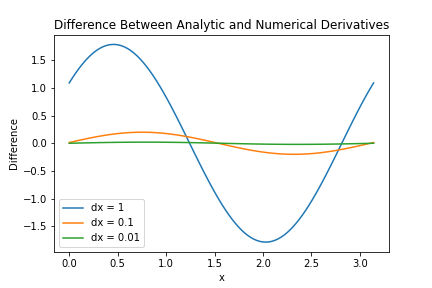 Difference Between Analytic and Numerical Derivatives
1.5
1.0
0.5
0.0
−0.5
−1.0
−1.5
Difference
dx = 1
dx = 0.1
dx = 0.01
0.0 0.5 1.0 1.5 2.0 2.5 3.0
x